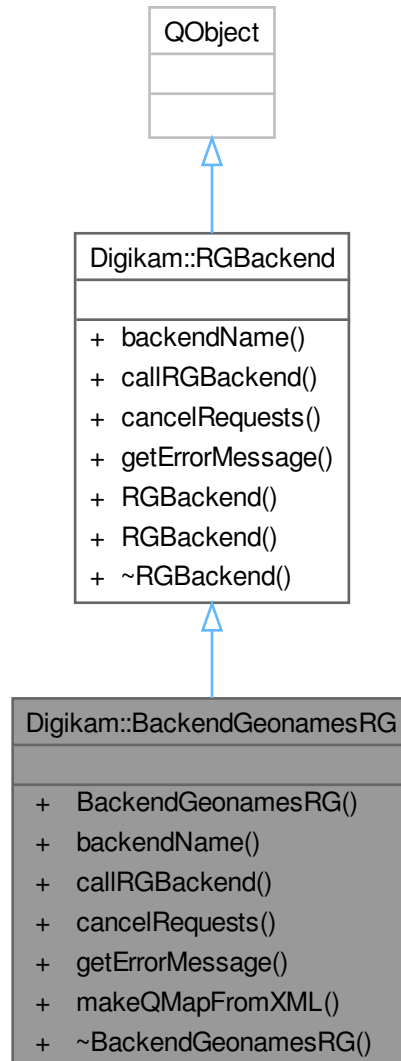 QObject
Digikam::RGBackend
+ backendName()
+ callRGBackend()
+ cancelRequests()
+ getErrorMessage()
+ RGBackend()
+ RGBackend()
+ ~RGBackend()
Digikam::BackendGeonamesRG
+ BackendGeonamesRG()
+ backendName()
+ callRGBackend()
+ cancelRequests()
+ getErrorMessage()
+ makeQMapFromXML()
+ ~BackendGeonamesRG()